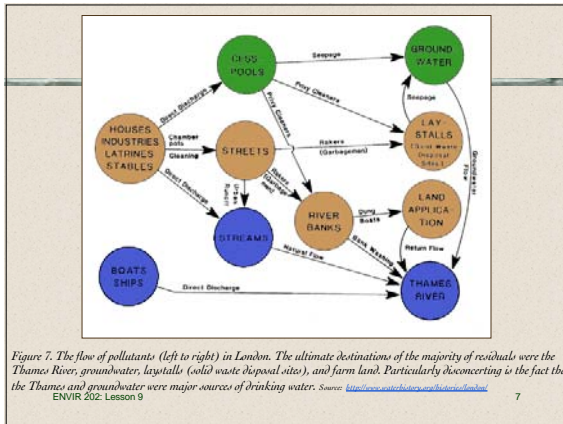 CESS
POOLS
Seepage
GROUND
WATER
Direct Discharge
Privy Cleaners
Privy Cleaners
Seepage
HOUSES
INDUSTRIES
LATRINES
STABLES
Chamber
pots
Cleaning
STREETS
Rakers
(Garbagemen)
LAY-
STALLS
(Solid Waste
Disposal
Sites)
Groundwater
Flow
Direct Discharge
Urban
Runoff
Rakers
(Garbage
men)
RIVER
BANKS
Dung
Boats
LAND
APPLICA-
TION
STREAMS
Natural Flow
Bank Washing
Return Flow
BOATS
SHIPS
Direct Discharge
THAMES
RIVER
Figure 7. The flow of pollutants (left to right) in London. The ultimate destinations of the majority of residuals were the
Thames River, groundwater, laystalls (solid waste disposal sites), and farm land. Particularly disconcerting is the fact tha
the Thames and groundwater were major sources of drinking water. Source: http://www.waterhistory.org/histories/london/
ENVIR 202: Lesson 9
7